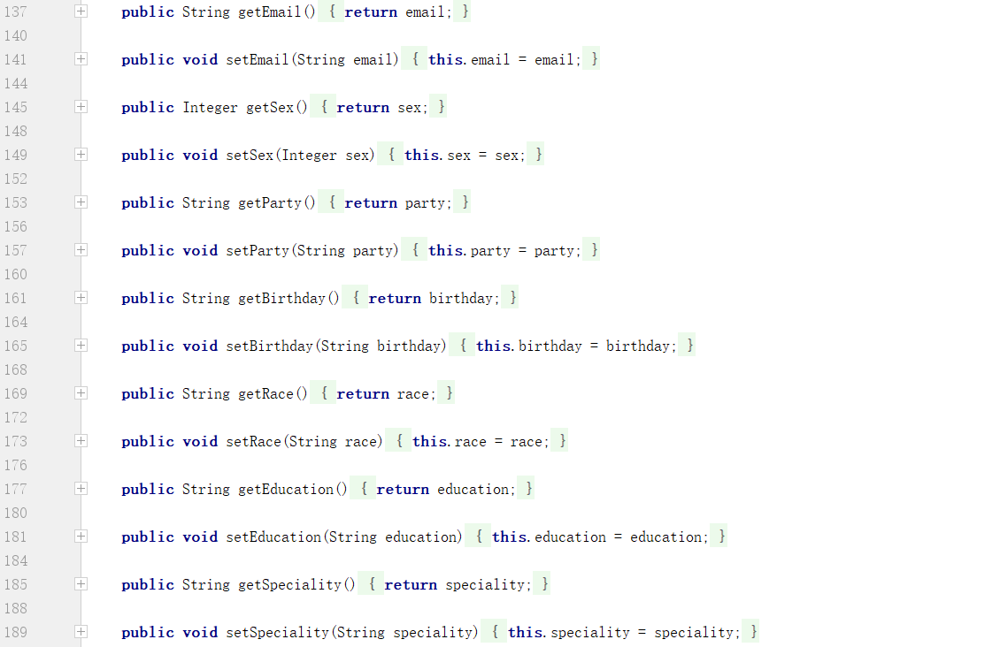 137 public String getEmail() { return email; }
140
141 public void setEmail(String email) { this.email = email; }
144
145 public Integer getSex() { return sex; }
148
149 public void setSex(Integer sex) { this.sex = sex; }
152
153 public String getParty() { return party; }
156
157 public void setParty(String party) { this.party = party; }
160
161 public String getBirthday() { return birthday; }
164
165 public void setBirthday(String birthday) { this.birthday = birthday; }
168
169 public String getRace() { return race; }
172
173 public void setRace(String race) { this.race = race; }
176
177 public String getEducation() { return education; }
180
181 public void setEducation(String education) { this.education = education; }
184
185 public String getSpeciality() { return speciality; }
188
189 public void setSpeciality(String speciality) { this.speciality = speciality; }